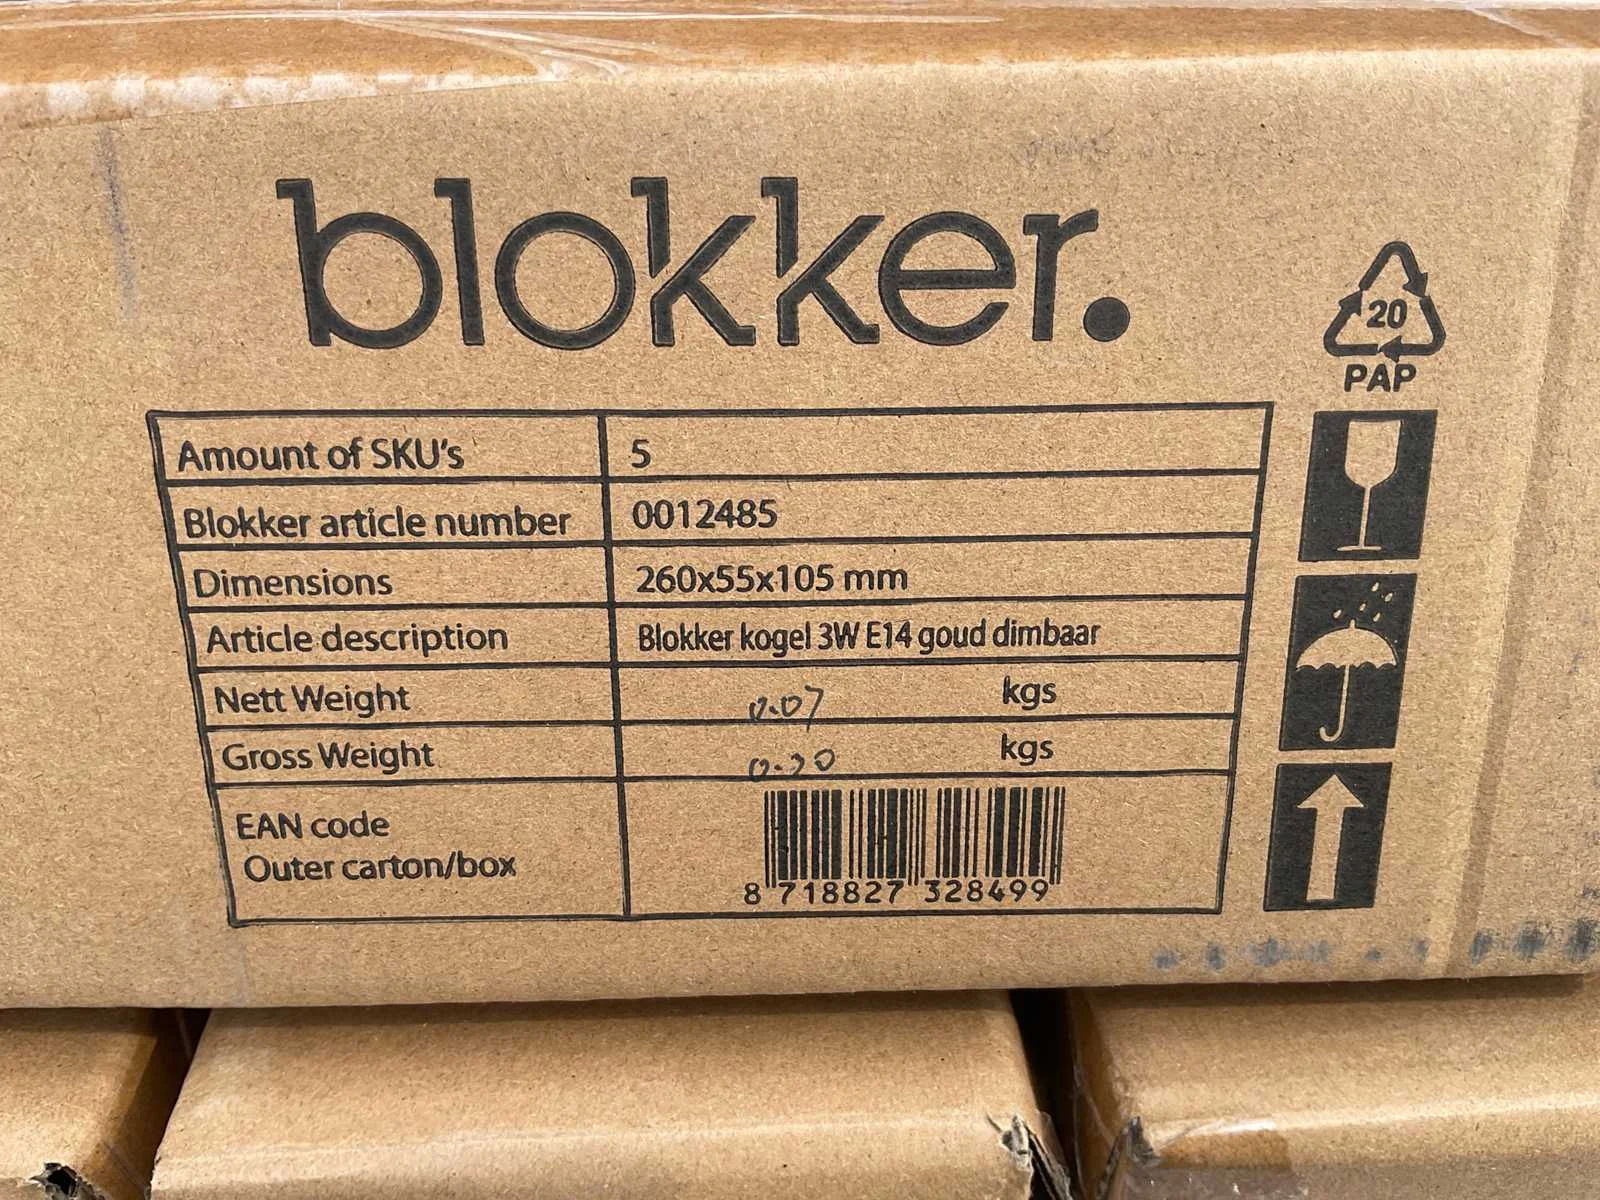 blokker.
20
PAP
Amount of SKU's 5
Blokker article number 0012485
Dimensions 260x55x105 mm
Article description Blokker kogel 3W E14 goud dimbaar
Nett Weight 0.07 kgs
Gross Weight kgs
EAN code
Outer carton/box
8 718827 328499